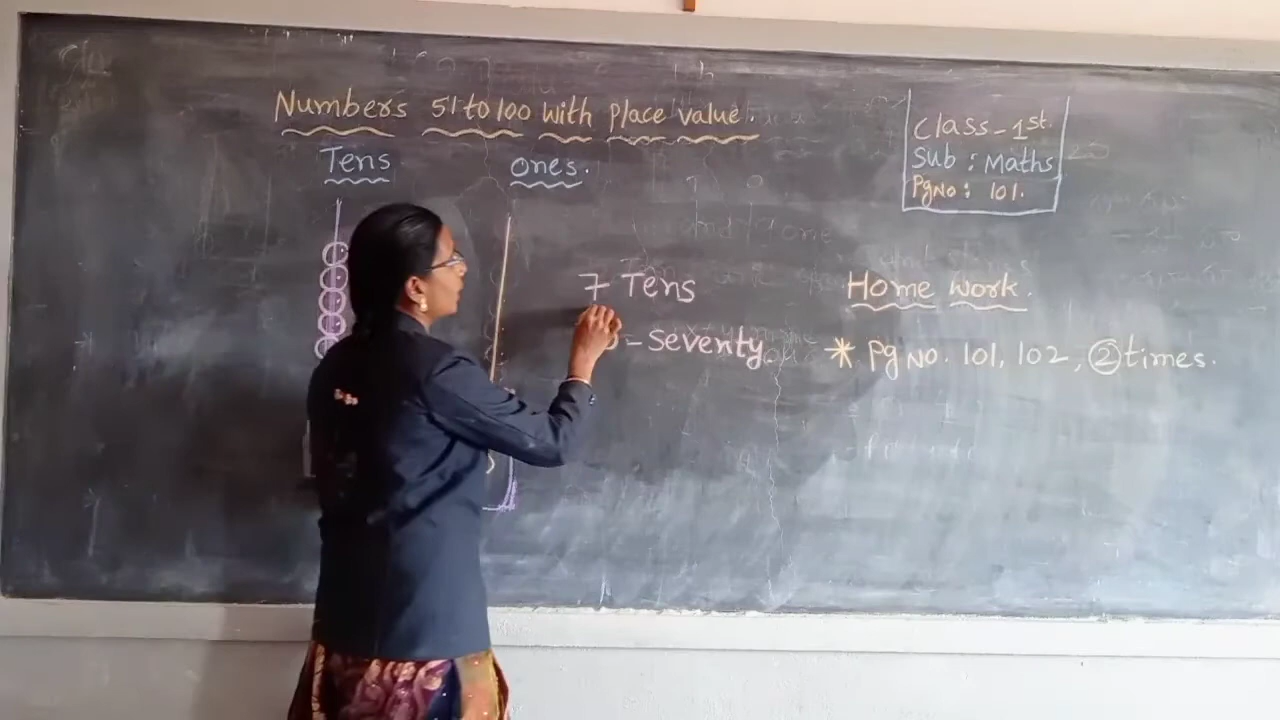 Numbers 51 to 100 with place value.
Tens
ones.
7 Tens
- seventy.
Class - 1st.
Sub : Maths
Pg No : 101.
Home work.
* Pg No. 101, 102, ② times.